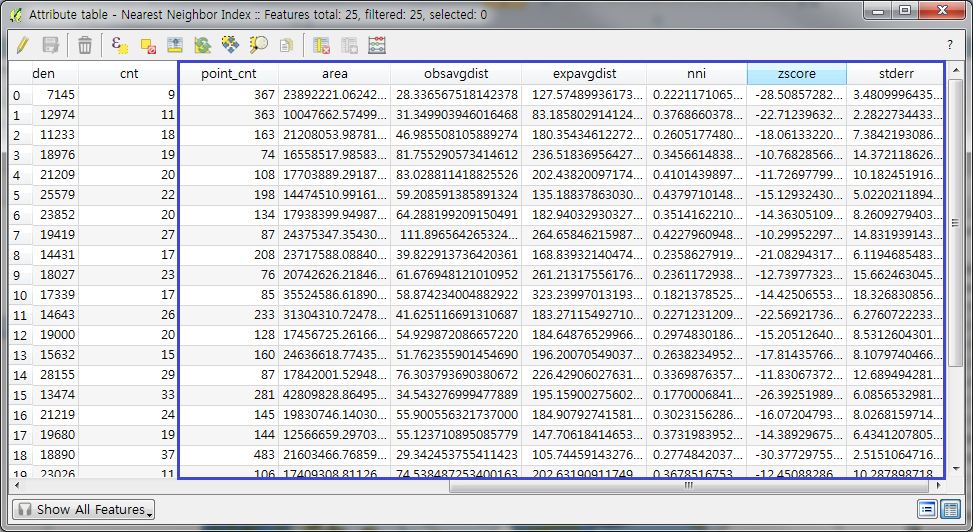 Attribute table - Nearest Neighbor Index :: Features total: 25, filtered: 25, selected: 0
?
den cnt point_cnt area obsavgdist expavgdist nni zscore stderr
0 7145 9 367 23892221.06242... 28.336567518142378 127.57489936173... 0.2221171065... -28.50857282... 3.4809996435...
1 12974 11 363 10047662.57499... 31.349903946016468 83.185802914124... 0.3768660378... -22.71239632... 2.2822734433...
2 11233 18 163 21208053.98781... 46.985508105889274 180.35434612272... 0.2605177480... -18.06133220... 7.3842193086...
3 18976 19 74 16558517.98583... 81.755290573414612 236.51836956427... 0.3456614838... -10.76828566... 14.372118626...
4 21209 20 108 17703889.29187... 83.028811418825526 202.43820097174... 0.4101439897... -11.72697799... 10.182451916...
5 25579 22 198 14474510.99161... 59.208591385891324 135.18837863030... 0.4379710148... -15.12932430... 5.0220211894...
6 23852 20 134 17938399.94987... 64.288199209150491 182.94032930327... 0.3514162210... -14.36305109... 8.2609279403...
7 19419 27 87 24375347.35430... 111.896564265324... 264.65846215987... 0.4227960948... -10.29952297... 14.831939143...
8 14431 17 208 23717588.08840... 39.822913736420361 168.83932140474... 0.2358627919... -21.08294317... 6.1194685483...
9 18027 23 76 20742626.21846... 61.676948121010952 261.21317556176... 0.2361172938... -12.73977323... 15.662463045...
10 17339 17 85 35524586.61890... 58.874234004882922 323.23997013193... 0.1821378525... -14.42506553... 18.326830856...
11 14643 26 233 31304310.72478... 41.625116691310687 183.27115492710... 0.2271231209... -22.56921736... 6.2760722233...
12 19000 20 128 17456725.26166... 54.929872086657220 184.64876529966... 0.2974830186... -15.20512640... 8.5312604301...
13 15632 15 160 24636618.77435... 51.762355901454690 196.20070549037... 0.2638234952... -17.81435766... 8.1079740466...
14 28155 29 87 17842001.52948... 76.303793690380672 226.42906027631... 0.3369876357... -11.83067372... 12.689494281...
15 13474 33 281 42809828.86495... 34.543276999477889 195.15900275602... 0.1770006841... -26.39251989... 6.0856532981...
16 21219 24 145 19830746.14030... 55.900556321737000 184.90792741581... 0.3023156286... -16.07204793... 8.0268159714...
17 19680 19 144 12566659.29703... 55.123710895085779 147.70618414653... 0.3731983952... -14.38929675... 6.4341207805...
18 18890 37 483 21603466.76859... 29.342453755411423 105.74459143276... 0.2774842037... -30.37729755... 2.5151064716...
19 23026 11 106 17409308.81126... 74.538487253400163 202.63190911749... 0.3678516753... -12.45088286... 10.287898718...
Show All Features